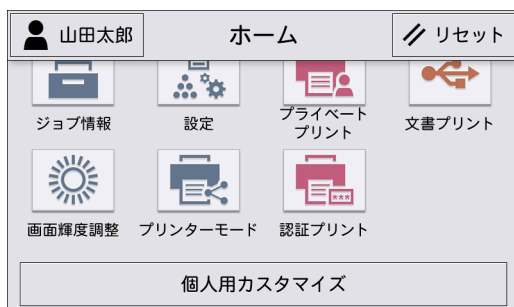 山田太郎 ホーム リセット
ジョブ情報 設定 プライベート
プリント 文書プリント
画面輝度調整 プリンターモード 認証プリント
個人用カスタマイズ